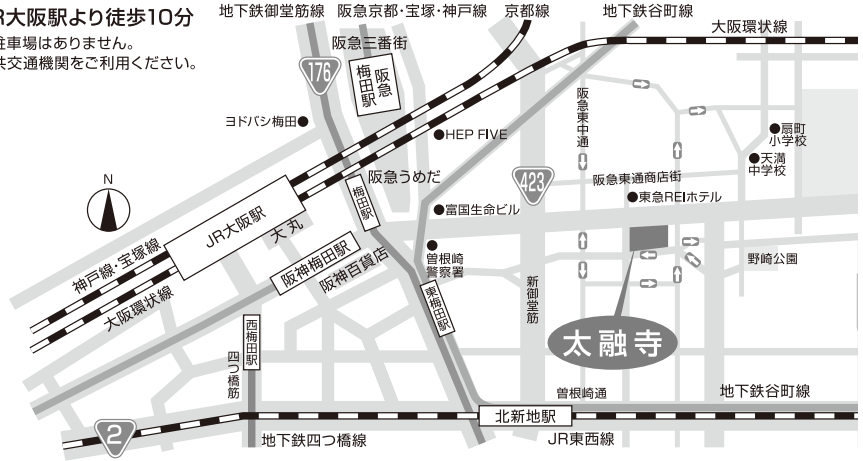 R大阪駅より徒歩10分
車場はありません。
共交通機関をご利用ください。
地下鉄御堂筋線
阪急京都・宝塚・神戸線
京都線
地下鉄谷町線
大阪環状線
阪急三番街
176
阪急
梅田駅
ヨドバシ梅田
HEP FIVE
阪急東中通
扇町
小学校
天満
中学校
阪急うめだ
423
阪急東通商店街
東急REIホテル
N
梅田駅
富国生命ビル
JR大阪駅
大丸
阪神梅田駅
阪神百貨店
曽根崎
警察署
野崎公園
神戸線・宝塚線
大阪環状線
東梅田駅
新御堂筋
西梅田駅
四つ橋筋
太融寺
曽根崎通
地下鉄谷町線
2
北新地駅
地下鉄四つ橋線
JR東西線